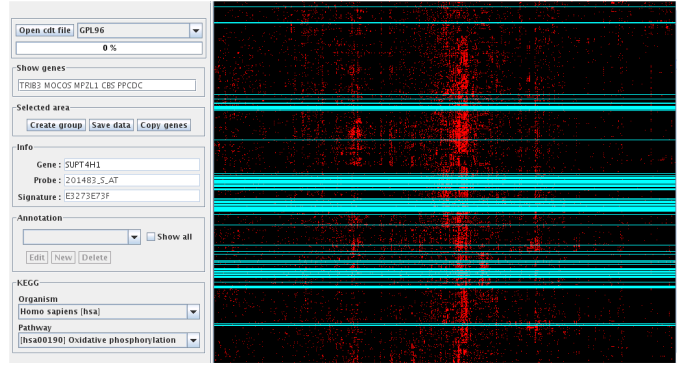 Open cdt file GPL96
0 %
Show genes
TRIB3 MOCOS MPZL1 CBS PPCDC
Selected area
Create group Save data Copy genes
Info
Gene : SUPT4H1
Probe : 201483_S_AT
Signature : E3273E73F
Annotation
Show all
Edit New Delete
KEGG
Organism
Homo sapiens [hsa]
Pathway
[hsa00190] Oxidative phosphorylation